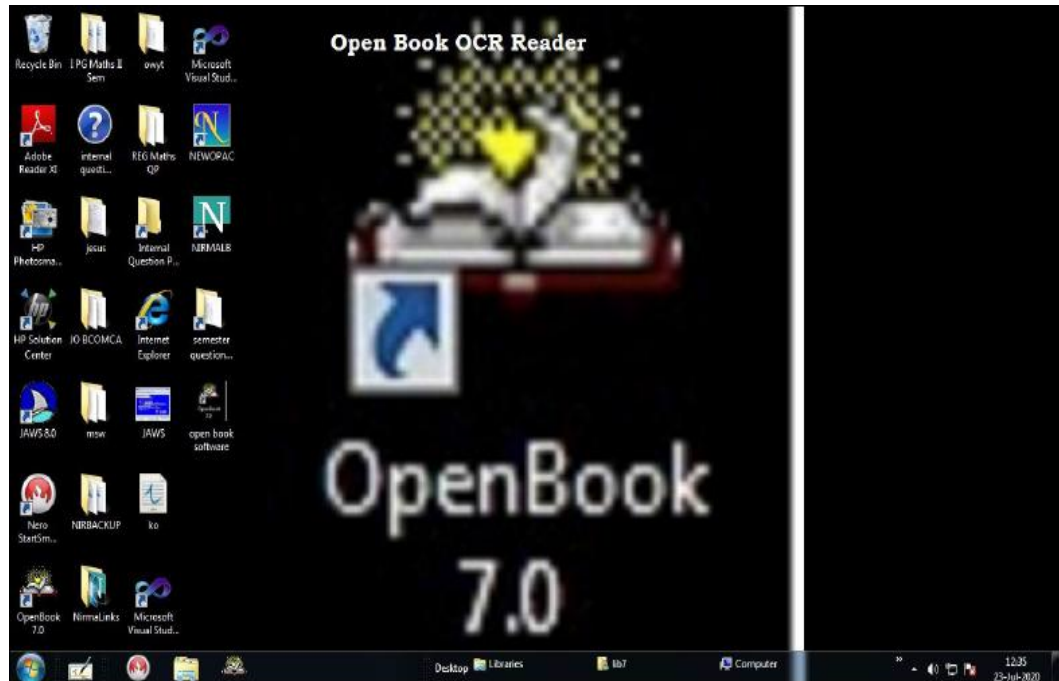 Open Book OCR Reader
Recycle Bin
I PG Maths II
Sem
owyt
Microsoft
Visual Stud...
Adobe
Reader XI
internal
questi...
REG Maths
QP
NEWOPAC
HP
Photosma...
jesus
Internal
Question P...
NIRMALB
HP Solution
Center
JO BCOMCA
Internet
Explorer
semester
question...
JAWS 8.0
msw
JAWS
open book
software
Nero
StartSm...
NIRBACKUP
ko
OpenBook
7.0
NirmaLinks
Microsoft
Visual Stud...
OpenBook
7.0
Desktop
Libraries
lib7
Computer
12:35
23-Jul-2020